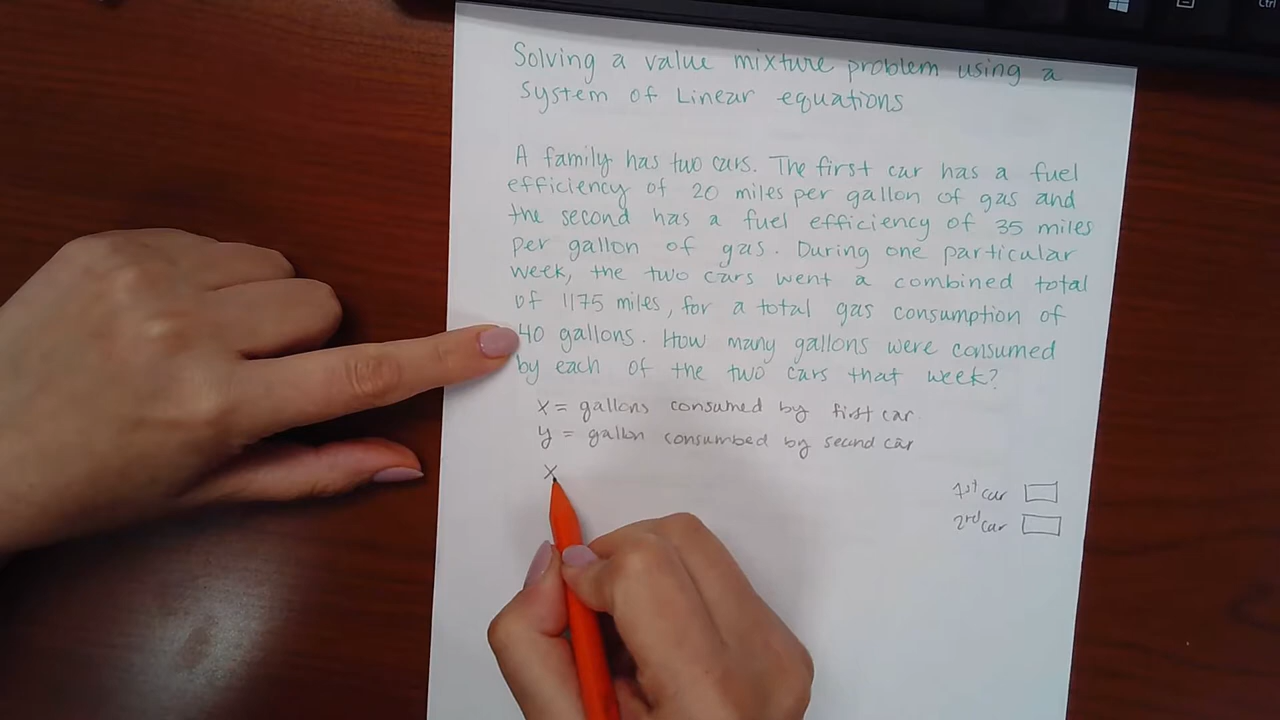 Ctrl
Solving a value mixture problem using a
system of Linear equations
A family has two cars. The first car has a fuel
efficiency of 20 miles per gallon of gas and
the second has a fuel efficiency of 35 miles
per gallon of gas. During one particular
week, the two cars went a combined total
of 1175 miles, for a total gas consumption of
40 gallons. How many gallons were consumed
by each of the two cars that week?
x = gallons consumed by first car.
y = gallon consumbed by second car
x
1st car
2rd car